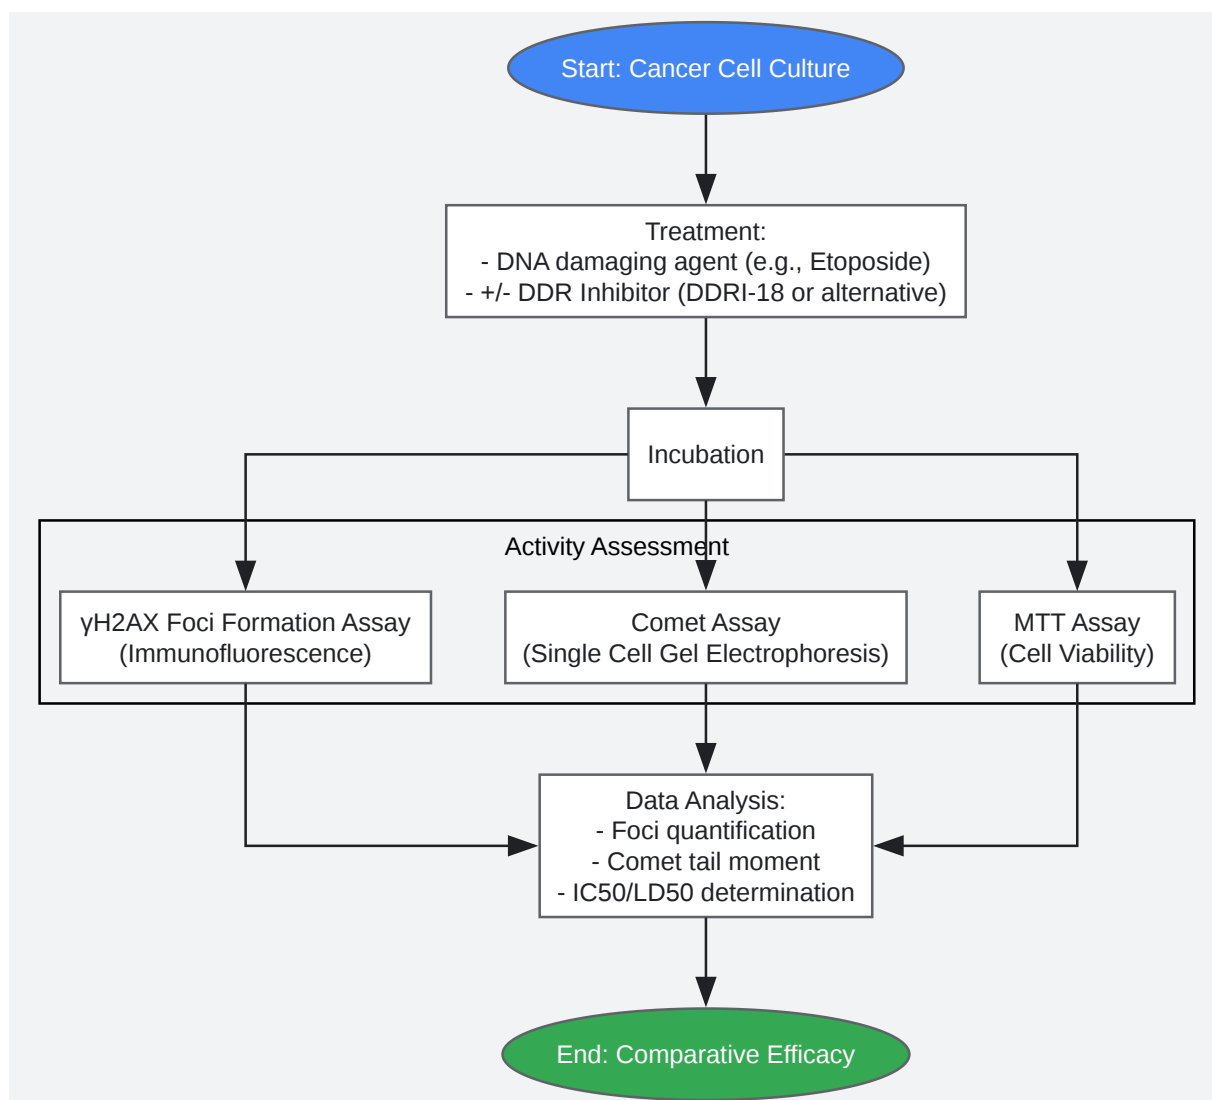 Start: Cancer Cell Culture
Treatment:
- DNA damaging agent (e.g., Etoposide)
- +/- DDR Inhibitor (DDRI-18 or alternative)
Incubation
Activity Assessment
γH2AX Foci Formation Assay
(Immunofluorescence)
Comet Assay
(Single Cell Gel Electrophoresis)
MTT Assay
(Cell Viability)
Data Analysis:
- Foci quantification
- Comet tail moment
- IC50/LD50 determination
End: Comparative Efficacy